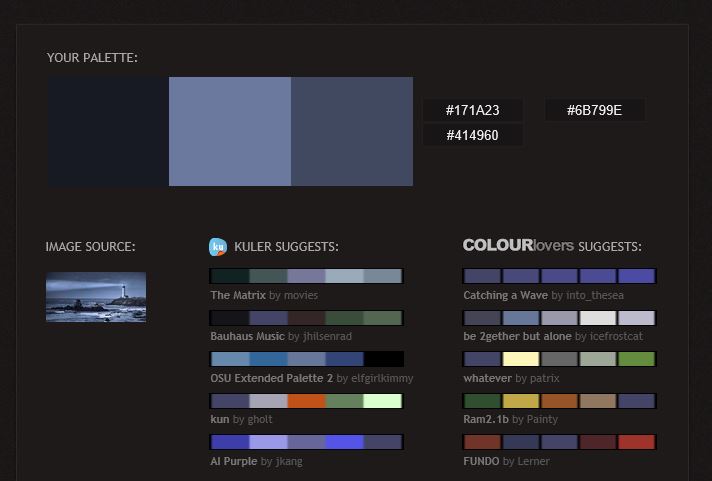 YOUR PALETTE:
#171A23 #6B799E
#414960
IMAGE SOURCE:
ku KULER SUGGESTS:
The Matrix by movies
Bauhaus Music by jhilsenrad
OSU Extended Palette 2 by elfgirlkimmy
kun by gholt
AI Purple by jkang
COLOURlovers SUGGESTS:
Catching a Wave by into_thesea
be 2gether but alone by icefrostcat
whatever by patrix
Ram2.1b by Painty
FUNDO by Lerner